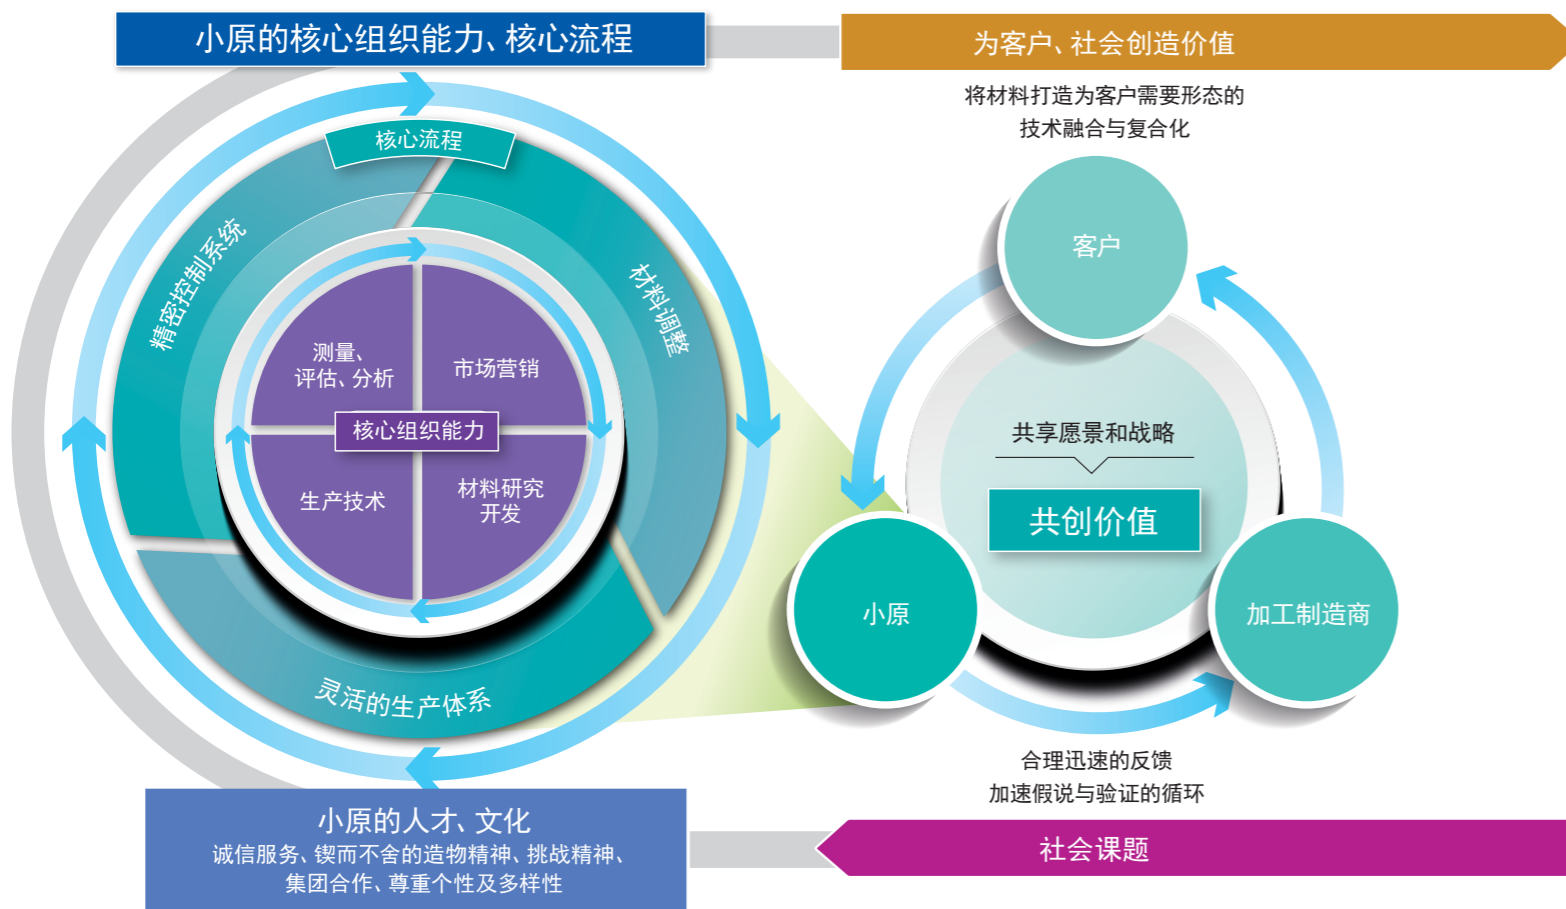 小原的核心组织能力、核心流程
核心流程
精密控制系统
材料调整
灵活的生产体系
测量、
评估、分析
市场营销
核心组织能力
生产技术
材料研究
开发
小原的人才、文化
诚信服务、锲而不舍的造物精神、挑战精神、
集团合作、尊重个性及多样性
为客户、社会创造价值
将材料打造为客户需要形态的
技术融合与复合化
客户
共享愿景和战略
共创价值
小原
加工制造商
合理迅速的反馈
加速假说与验证的循环
社会课题